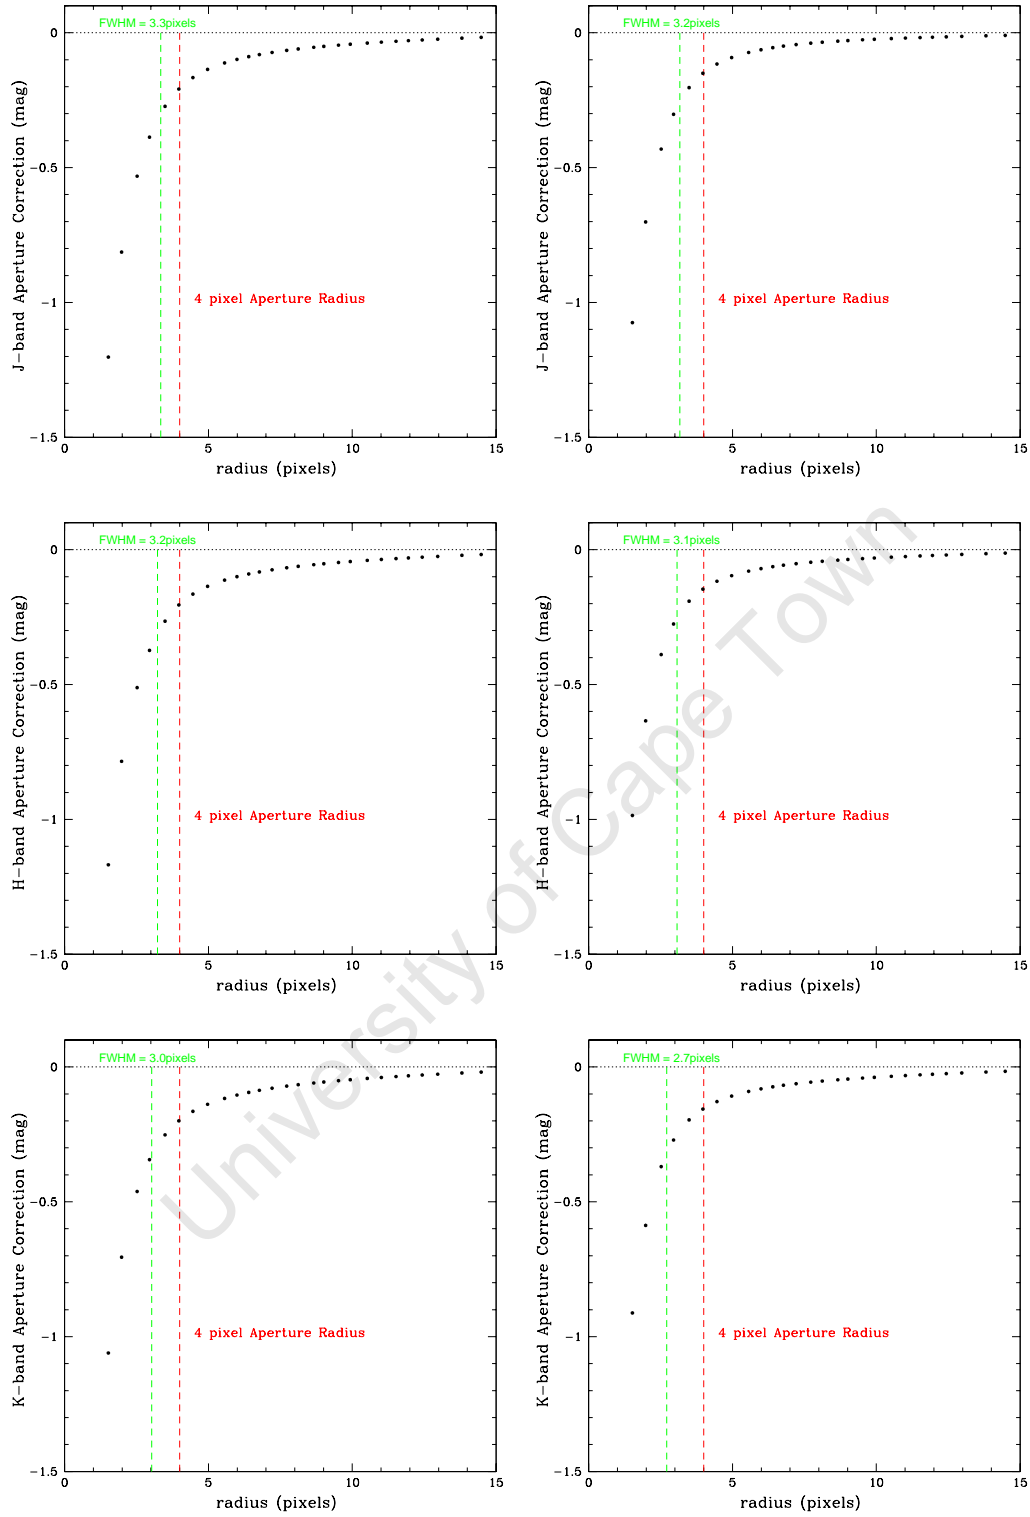 FWHM = 3.3pixels
0
-0.5
-1
-1.5
J-band Aperture Correction (mag)
4 pixel Aperture Radius
0 5 10 15
radius (pixels)
FWHM = 3.2pixels
0
-0.5
-1
-1.5
J-band Aperture Correction (mag)
4 pixel Aperture Radius
0 5 10 15
radius (pixels)
FWHM = 3.2pixels
0
-0.5
-1
-1.5
H-band Aperture Correction (mag)
4 pixel Aperture Radius
0 5 10 15
radius (pixels)
FWHM = 3.1pixels
0
-0.5
-1
-1.5
H-band Aperture Correction (mag)
4 pixel Aperture Radius
0 5 10 15
radius (pixels)
FWHM = 3.0pixels
0
-0.5
-1
-1.5
K-band Aperture Correction (mag)
4 pixel Aperture Radius
0 5 10 15
radius (pixels)
FWHM = 2.7pixels
0
-0.5
-1
-1.5
K-band Aperture Correction (mag)
4 pixel Aperture Radius
0 5 10 15
radius (pixels)
University of Cape Town